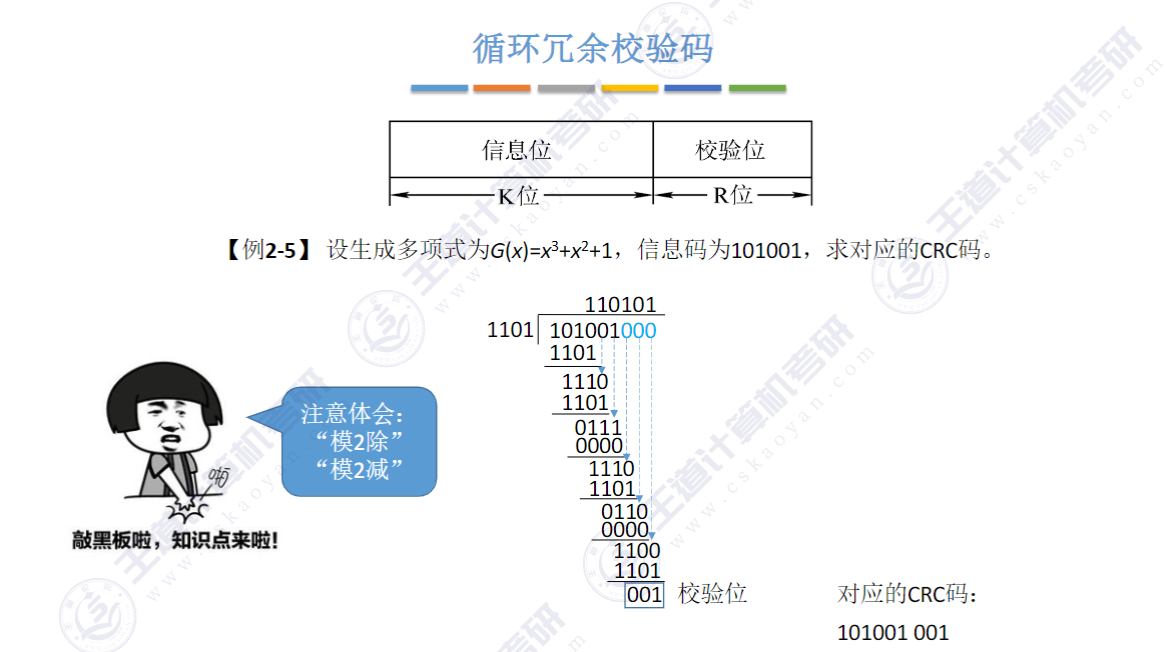 循环冗余校验码
信息位 校验位
K位 R位
【例2-5】 设生成多项式为G(x)=x³+x²+1，信息码为101001，求对应的CRC码。
110101
1101 101001000
1101
1110
1101
0111
0000
1110
1101
0110
0000
1100
1101
001 校验位
对应的CRC码：
101001 001
注意体会：
“模2除”
“模2减”
啪
敲黑板啦，知识点来啦!
王道计算机考研
www.cskaoyan.com